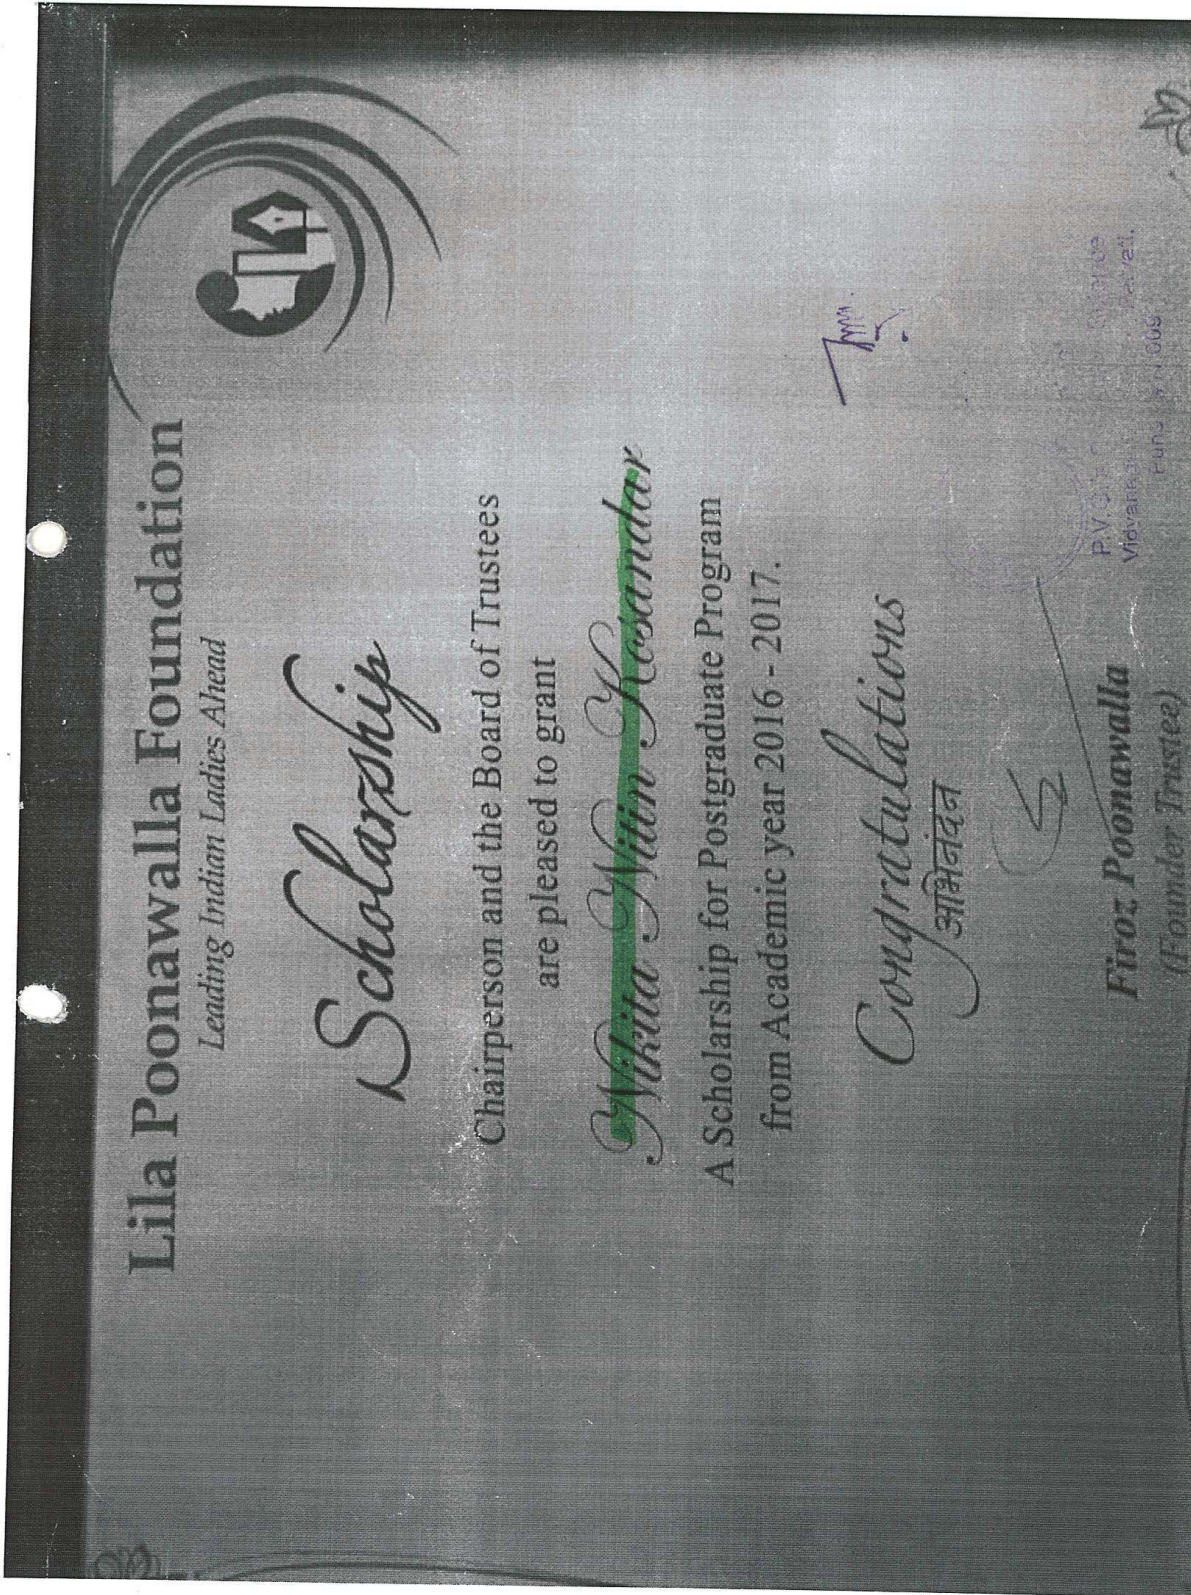 Lila Poonawalla Foundation
Leading Indian Ladies Ahead
Scholarship
Chairperson and the Board of Trustees
are pleased to grant
Nikita Nitin Kosandar
A Scholarship for Postgraduate Program
from Academic year 2016 - 2017.
Congratulations
अभिनंदन
Firoz Poonawalla
(Founder Trustee)
P.V.G's